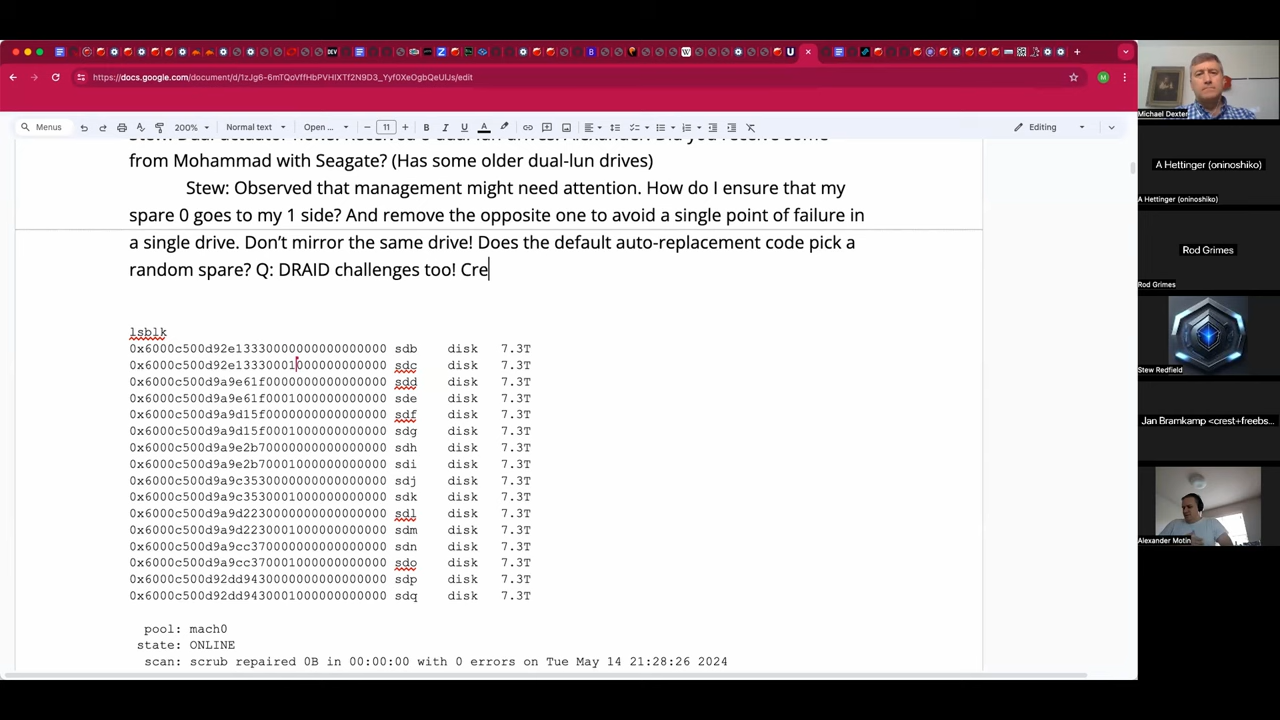 https://docs.google.com/document/d/1zJg6-6mTQoVffHbPVHIXTf2N9D3_Yyf0XeOgbQeUlJs/edit
Menus
200%
Normal text
Open ...
11
Editing
from Mohammad with Seagate? (Has some older dual-lun drives)
Stew: Observed that management might need attention. How do I ensure that my
spare 0 goes to my 1 side? And remove the opposite one to avoid a single point of failure in
a single drive. Don't mirror the same drive! Does the default auto-replacement code pick a
random spare? Q: DRAID challenges too! Cre
lsblk
0x6000c500d92e13330000000000000000 sdb disk 7.3T
0x6000c500d92e13330001000000000000 sdc disk 7.3T
0x6000c500d9a9e61f0000000000000000 sdd disk 7.3T
0x6000c500d9a9e61f0001000000000000 sde disk 7.3T
0x6000c500d9a9d15f0000000000000000 sdf disk 7.3T
0x6000c500d9a9d15f0001000000000000 sdg disk 7.3T
0x6000c500d9a9e2b70000000000000000 sdh disk 7.3T
0x6000c500d9a9e2b70001000000000000 sdi disk 7.3T
0x6000c500d9a9c3530000000000000000 sdj disk 7.3T
0x6000c500d9a9c3530001000000000000 sdk disk 7.3T
0x6000c500d9a9d2230000000000000000 sdl disk 7.3T
0x6000c500d9a9d2230001000000000000 sdm disk 7.3T
0x6000c500d9a9cc370000000000000000 sdn disk 7.3T
0x6000c500d9a9cc370001000000000000 sdo disk 7.3T
0x6000c500d92dd9430000000000000000 sdp disk 7.3T
0x6000c500d92dd9430001000000000000 sdq disk 7.3T
pool: mach0
state: ONLINE
scan: scrub repaired 0B in 00:00:00 with 0 errors on Tue May 14 21:28:26 2024
Michael Dexter
A Hettinger (oninoshiko)
A Hettinger (oninoshiko)
Rod Grimes
Rod Grimes
Stew Redfield
Jan Bramkamp <crest+freebs...
Alexander Motin